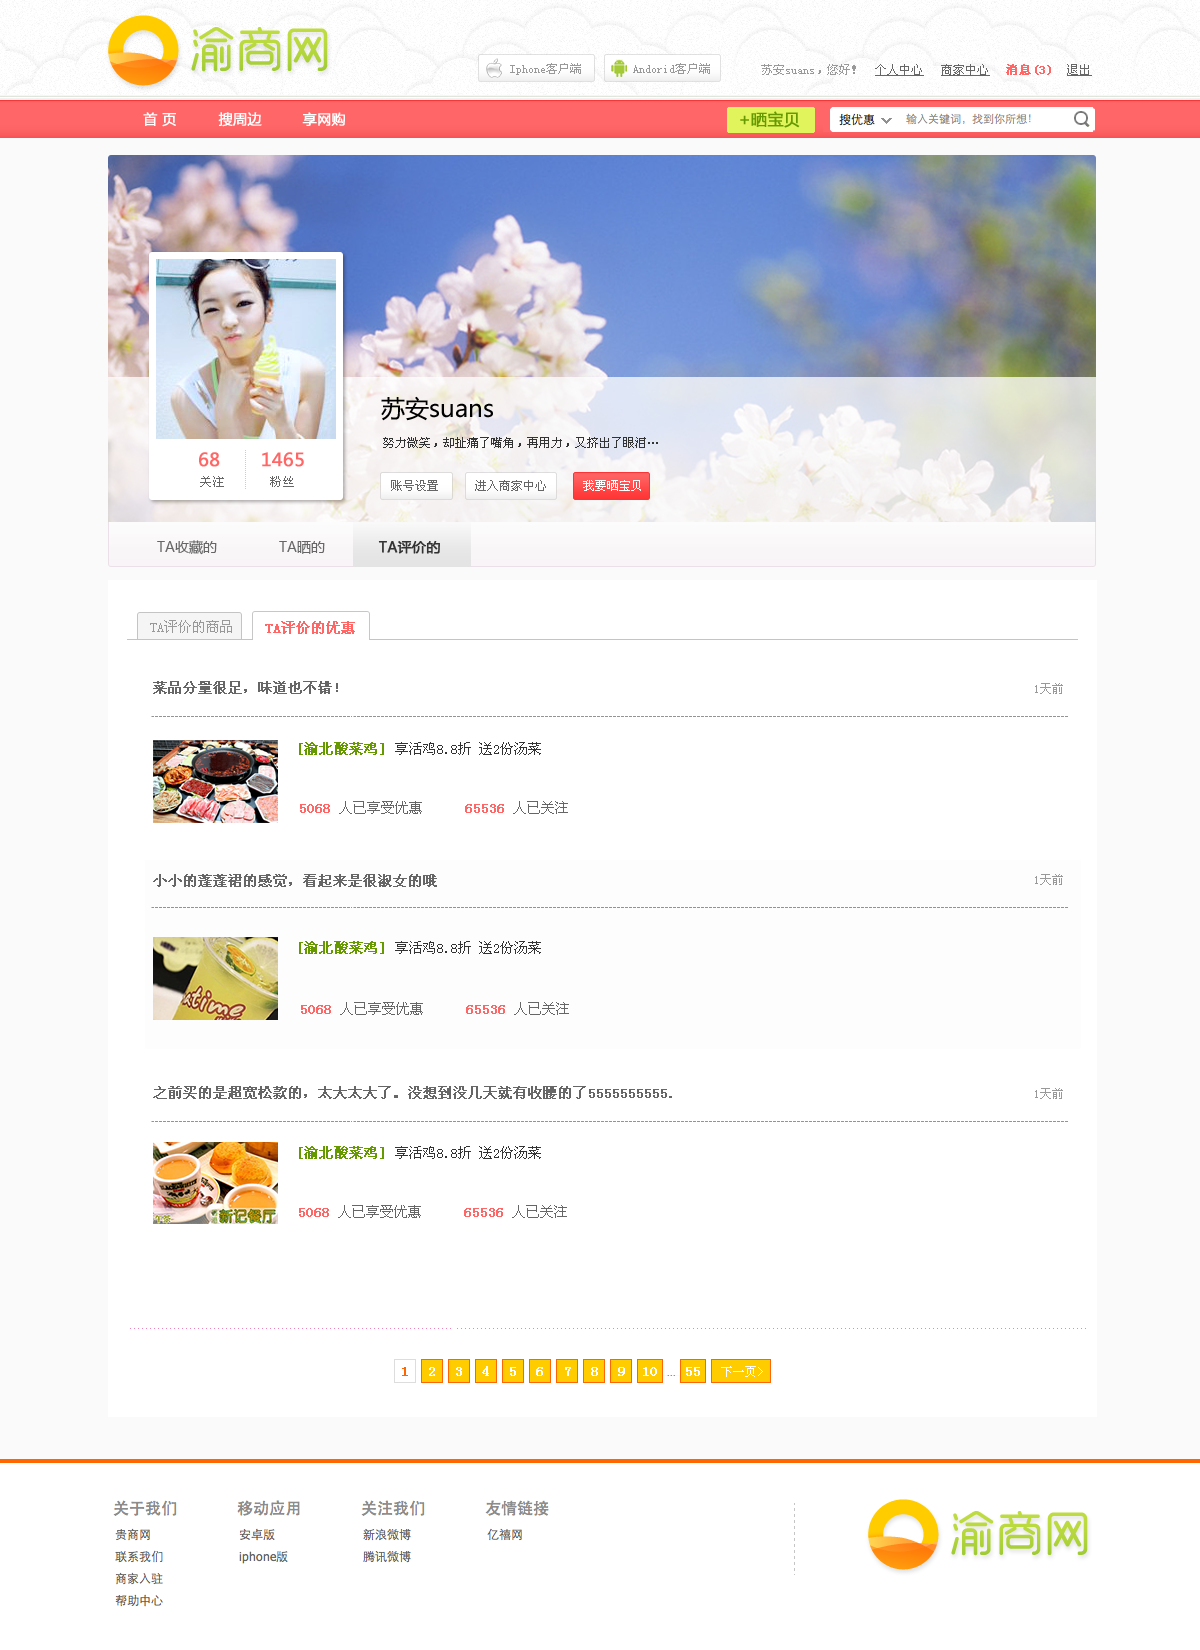 渝商网
Iphone客户端
Andorid客户端
苏安suans，您好!
个人中心
商家中心
消息(3)
退出
首 页
搜周边
享网购
+晒宝贝
搜优惠
输入关键词，找到你所想!
苏安suans
努力微笑，却扯痛了嘴角，再用力，又挤出了眼泪…
68
关注
1465
粉丝
账号设置
进入商家中心
我要晒宝贝
TA收藏的
TA晒的
TA评价的
TA评价的商品
TA评价的优惠
菜品分量很足，味道也不错!
1天前
[渝北酸菜鸡] 享活鸡8.8折 送2份汤菜
5068 人已享受优惠
65536 人已关注
小小的蓬蓬裙的感觉，看起来是很淑女的哦
1天前
[渝北酸菜鸡] 享活鸡8.8折 送2份汤菜
5068 人已享受优惠
65536 人已关注
之前买的是超宽松款的，太大太大了。没想到没几天就有收腰的了5555555555.
1天前
[渝北酸菜鸡] 享活鸡8.8折 送2份汤菜
新记餐厅
5068 人已享受优惠
65536 人已关注
1 2 3 4 5 6 7 8 9 10 ... 55 下一页>
关于我们
贵商网
联系我们
商家入驻
帮助中心
移动应用
安卓版
iphone版
关注我们
新浪微博
腾讯微博
友情链接
亿禧网
渝商网